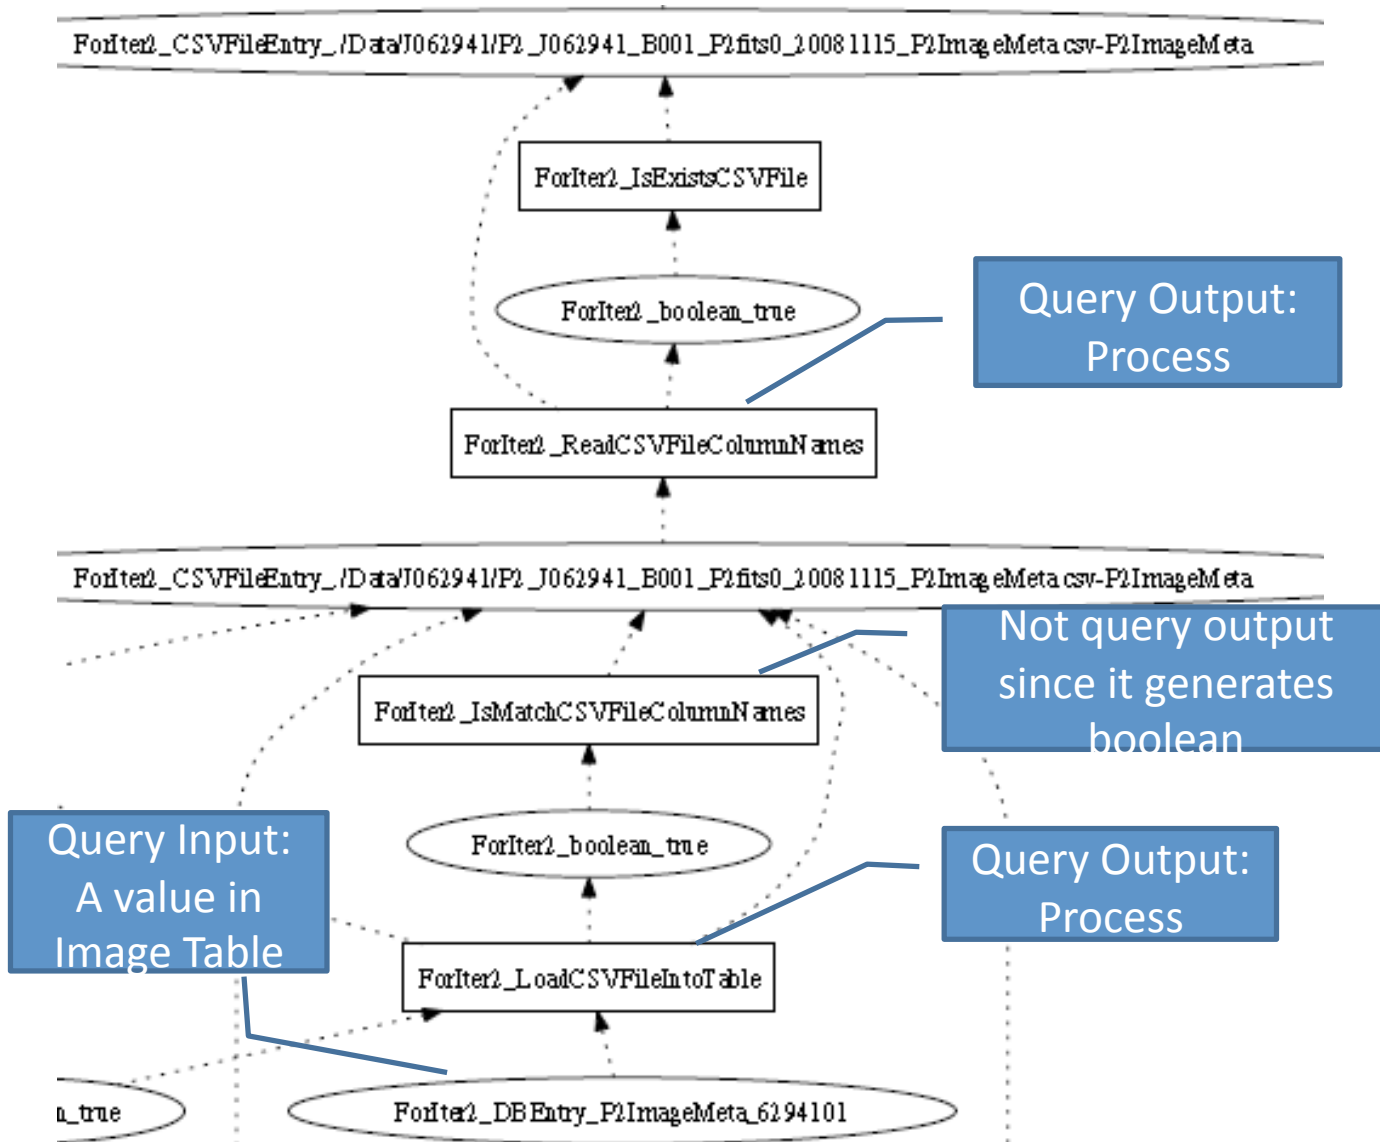 ForIter2_CSVFileEntry_./Data/J062941/P2_J062941_B001_P2fits0_20081115_P2ImageMeta.csv-P2ImageMeta
ForIter2_IsExistsCSVFile
ForIter2_boolean_true
Query Output:
Process
ForIter2_ReadCSVFileColumnNames
ForIter2_CSVFileEntry_./Data/J062941/P2_J062941_B001_P2fits0_20081115_P2ImageMeta.csv-P2ImageMeta
Not query output
since it generates
boolean
ForIter2_IsMatchCSVFileColumnNames
Query Input:
A value in
Image Table
ForIter2_boolean_true
Query Output:
Process
ForIter2_LoadCSVFileIntoTable
n_true
ForIter2_DBEntry_P2ImageMeta_6294101